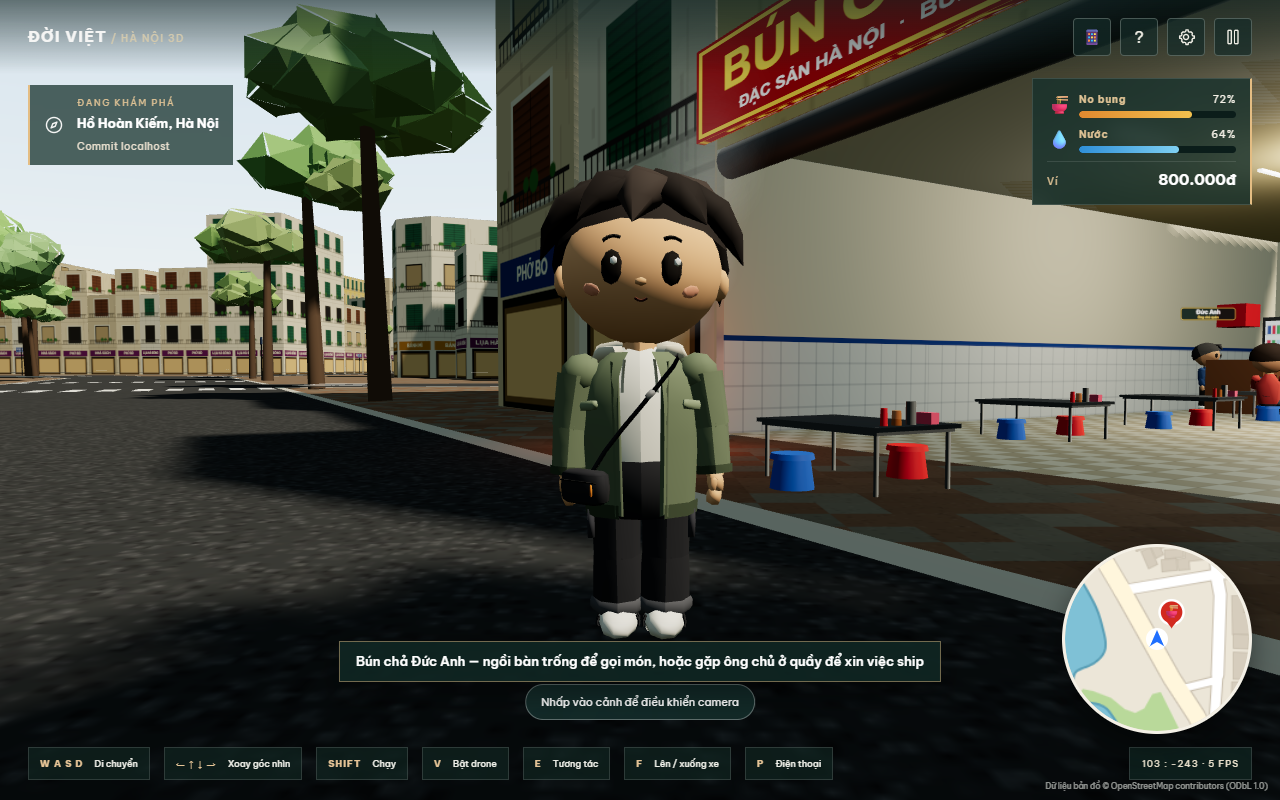 ĐỜI VIỆT / HÀ NỘI 3D
ĐANG KHÁM PHÁ
Hồ Hoàn Kiếm, Hà Nội
Commit localhost
BÚN C
ĐẶC SẢN HÀ NỘI · BÚ
?
No bụng 72%
Nước 64%
Ví 800.000đ
PHỞ BO
Đức Anh
LỤA HÀ
Bún chả Đức Anh — ngồi bàn trống để gọi món, hoặc gặp ông chủ ở quầy để xin việc ship
Nhấp vào cảnh để điều khiển camera
W A S D Di chuyển
←↑↓→ Xoay góc nhìn
SHIFT Chạy
V Bật drone
E Tương tác
F Lên / xuống xe
P Điện thoại
103 : -243 · 5 FPS
Dữ liệu bản đồ © OpenStreetMap contributors (ODbL 1.0)